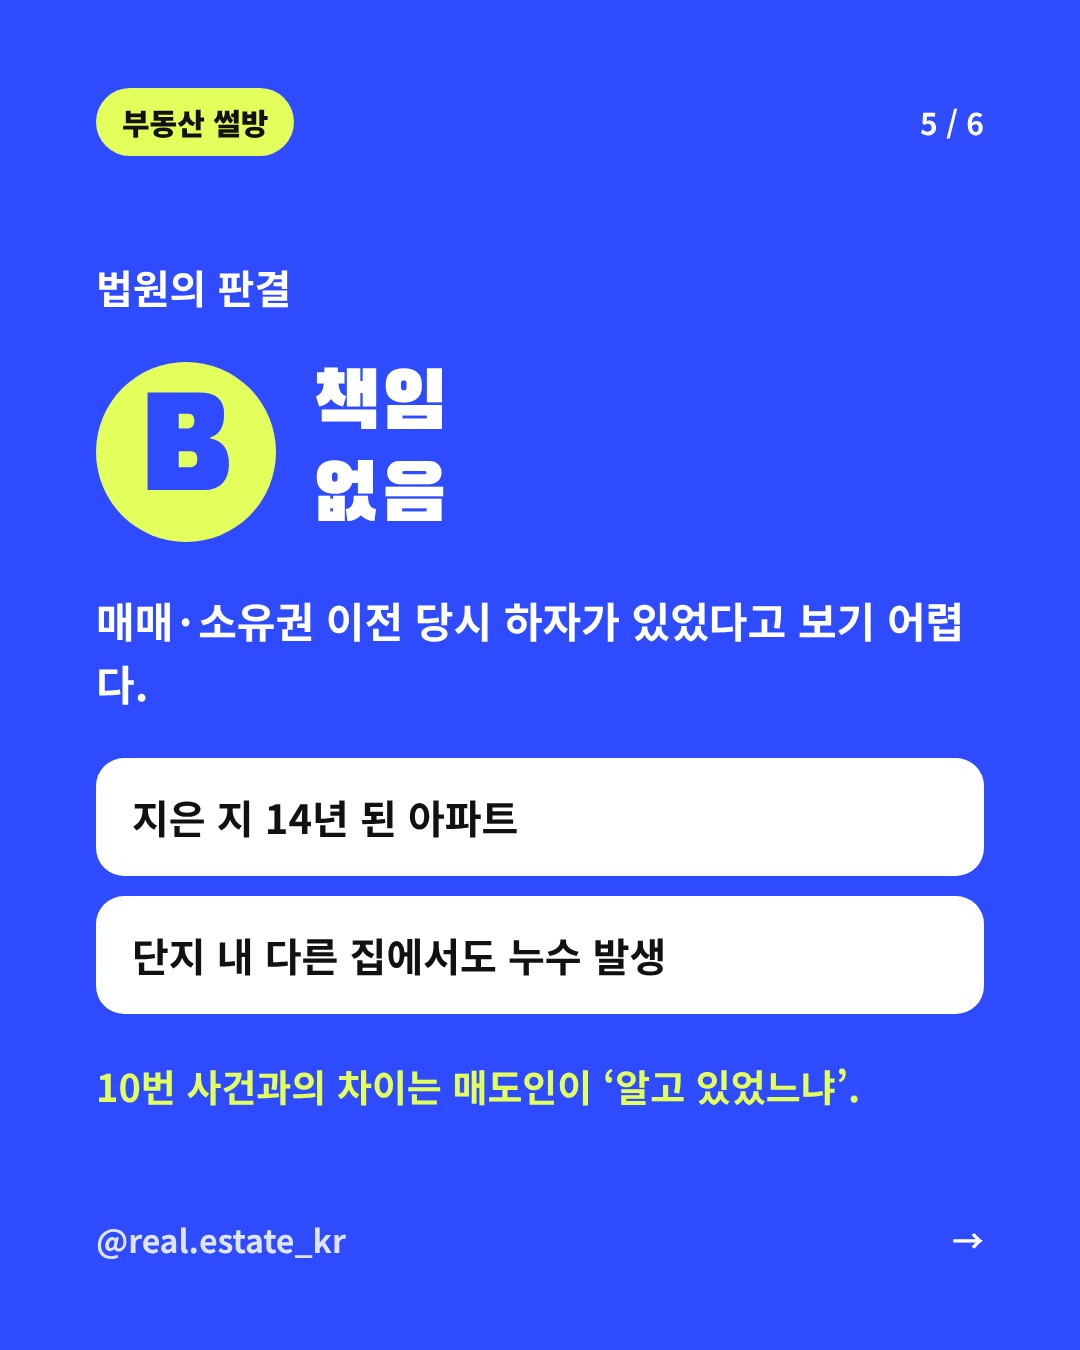 부동산 썰방
5 / 6
법원의 판결
B
책임
없음
매매·소유권 이전 당시 하자가 있었다고 보기 어렵
다.
지은 지 14년 된 아파트
단지 내 다른 집에서도 누수 발생
10번 사건과의 차이는 매도인이 ‘알고 있었느냐’.
@real.estate_kr
→